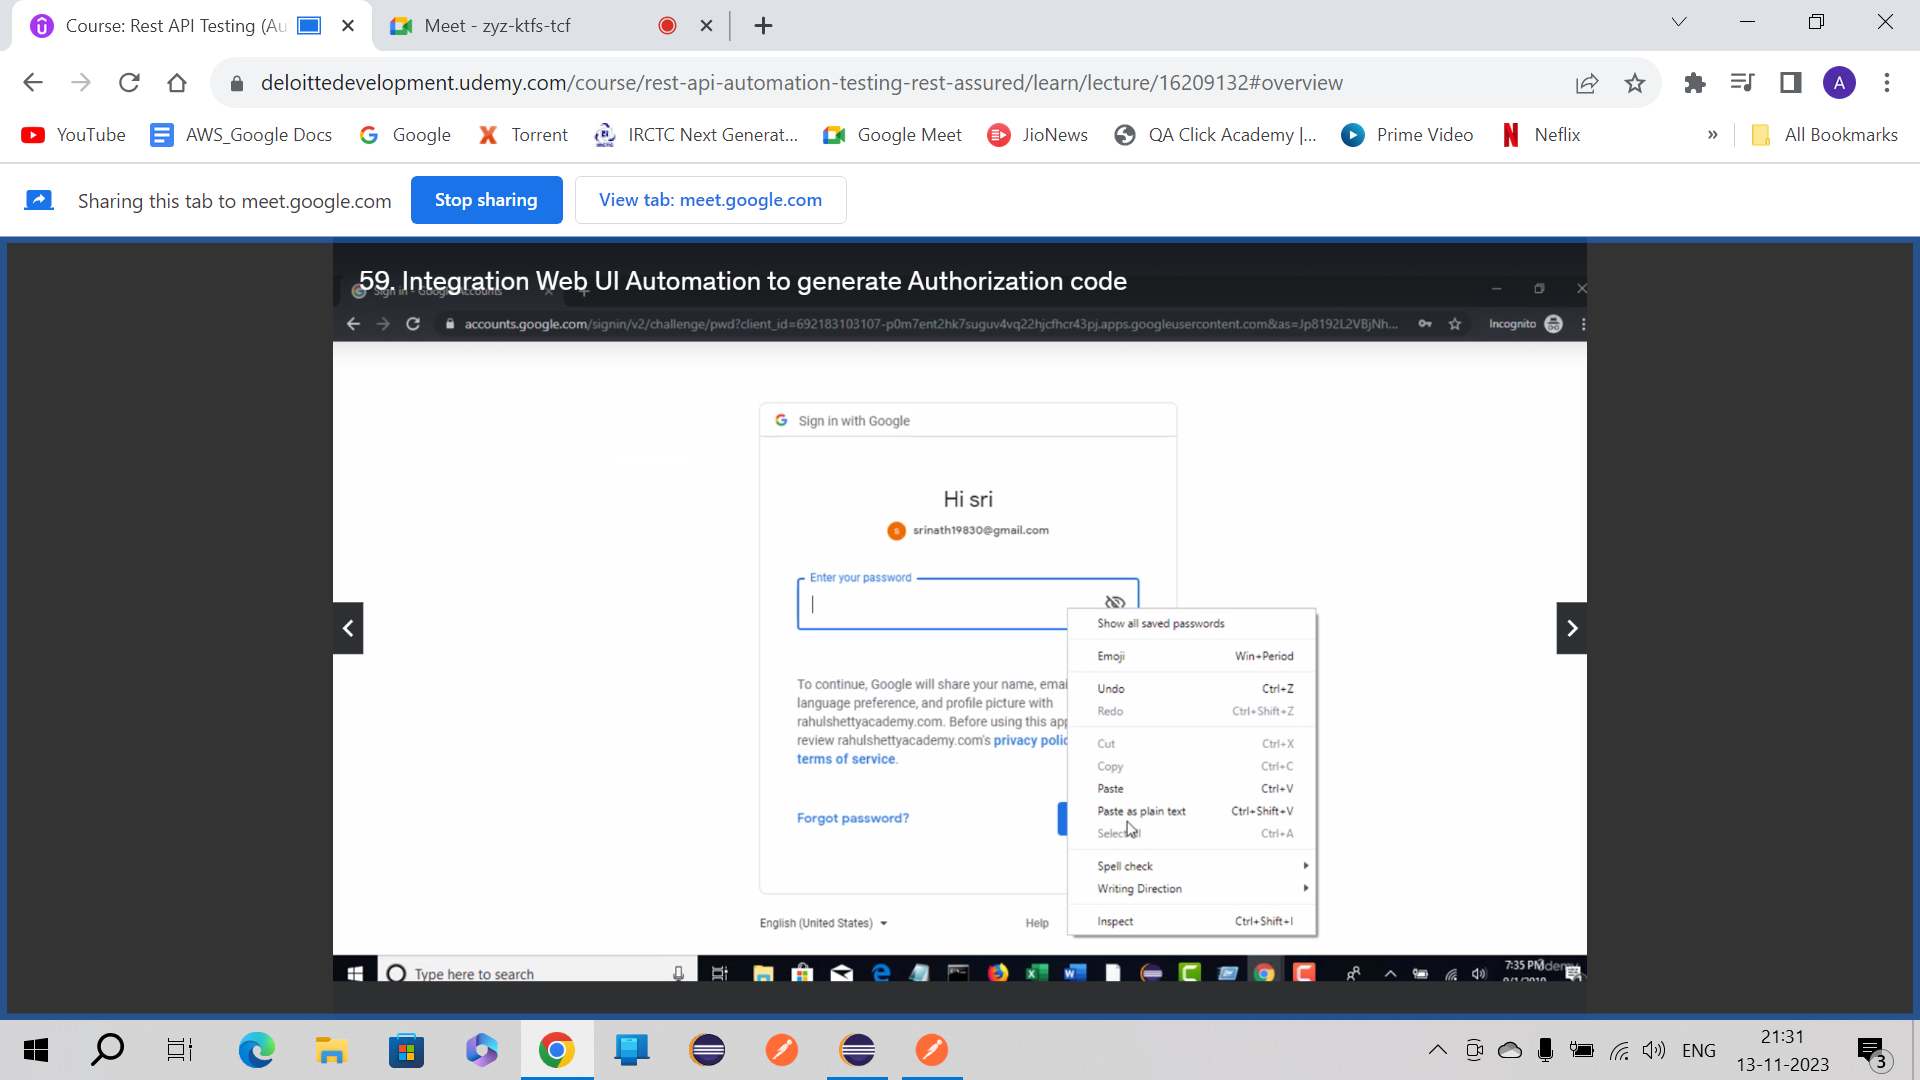 Course: Rest API Testing (Au
Meet - zyz-ktfs-tcf
deloittedevelopment.udemy.com/course/rest-api-automation-testing-rest-assured/learn/lecture/16209132#overview
A
YouTube
AWS_Google Docs
Google
Torrent
IRCTC Next Generat...
Google Meet
JioNews
QA Click Academy |...
Prime Video
Neflix
»
All Bookmarks
Sharing this tab to meet.google.com
Stop sharing
View tab: meet.google.com
59. Integration Web UI Automation to generate Authorization code
Sign in - Google Accounts
accounts.google.com/signin/v2/challenge/pwd?client_id=692183103107-p0m7ent2hk7suguv4vq22hjcfhcr43pj.apps.googleusercontent.com&as=Jp8192L2VBjNh...
Incognito
Sign in with Google
Hi sri
srinath19830@gmail.com
Enter your password
To continue, Google will share your name, emai
language preference, and profile picture with
rahulshettyacademy.com. Before using this app
review rahulshettyacademy.com's privacy polic
terms of service.
Forgot password?
English (United States)
Help
Show all saved passwords
Emoji Win+Period
Undo Ctrl+Z
Redo Ctrl+Shift+Z
Cut Ctrl+X
Copy Ctrl+C
Paste Ctrl+V
Paste as plain text Ctrl+Shift+V
Select all Ctrl+A
Spell check
Writing Direction
Inspect Ctrl+Shift+I
Type here to search
7:35 PM
ENG
21:31
13-11-2023
3